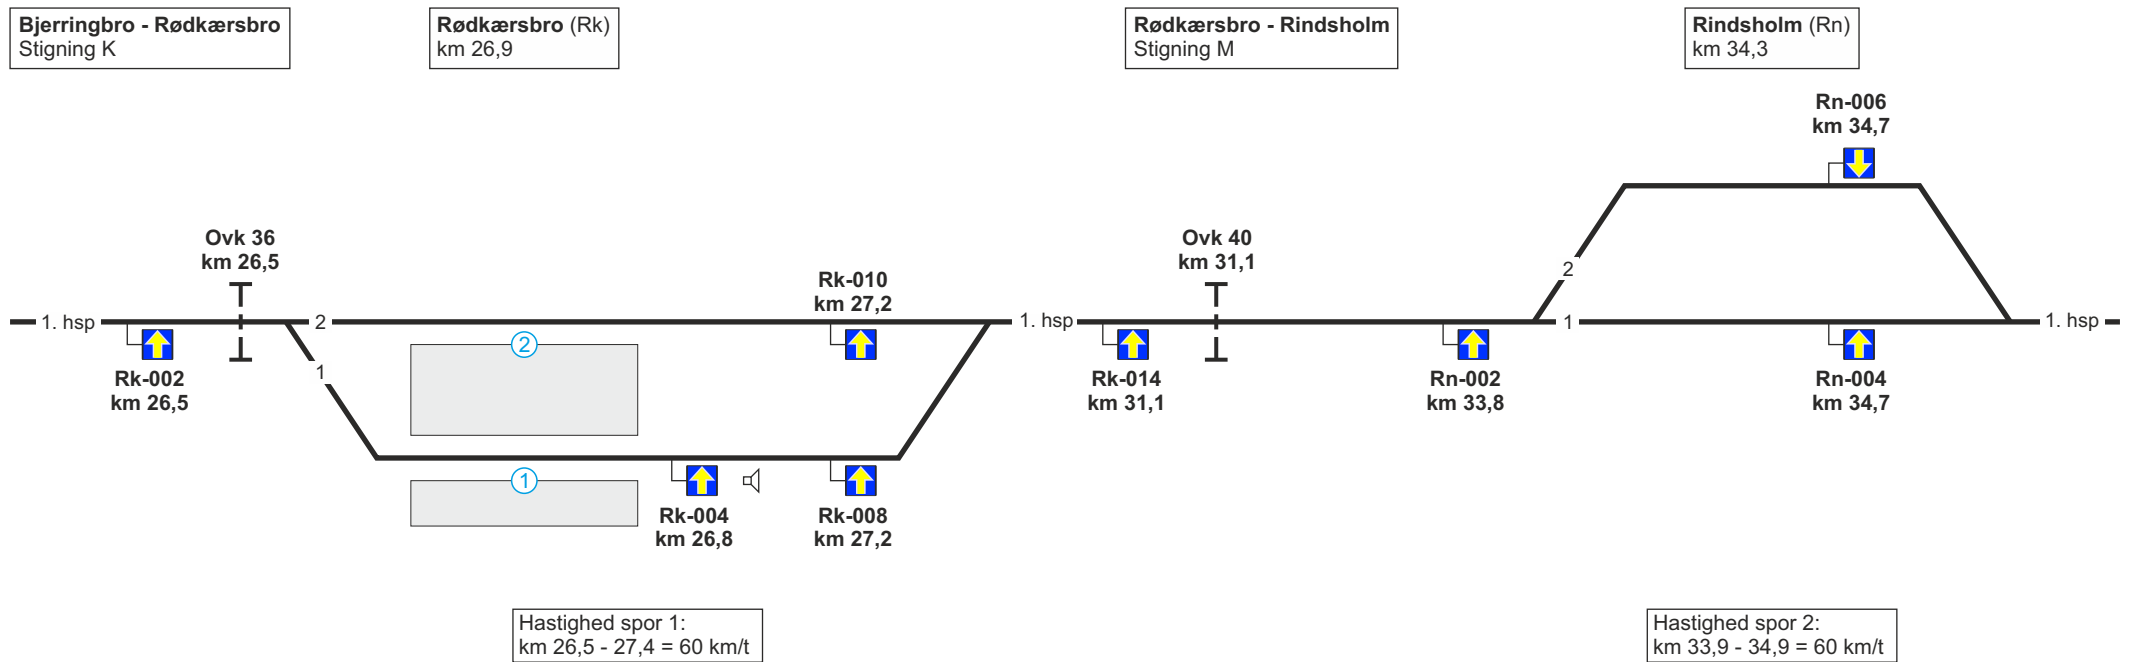 Bjerringbro - Rødkærsbro
Stigning K
Rødkærsbro (Rk)
km 26,9
Rødkærsbro - Rindsholm
Stigning M
Rindsholm (Rn)
km 34,3
Rn-006
km 34,7
Ovk 36
km 26,5
Rk-010
km 27,2
Ovk 40
km 31,1
2
1. hsp
2
1. hsp
1
1. hsp
2
1
Rk-002
km 26,5
Rk-014
km 31,1
Rn-002
km 33,8
Rn-004
km 34,7
1
Rk-004
km 26,8
Rk-008
km 27,2
Hastighed spor 1:
km 26,5 - 27,4 = 60 km/t
Hastighed spor 2:
km 33,9 - 34,9 = 60 km/t